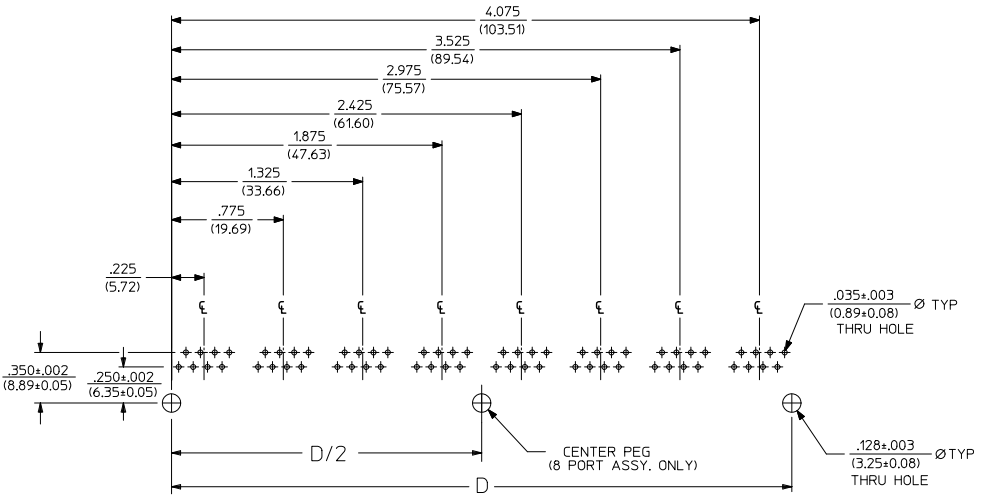 4.075
(103.51)
3.525
(89.54)
2.975
(75.57)
2.425
(61.60)
1.875
(47.63)
1.325
(33.66)
.775
(19.69)
.225
(5.72)
℄ ℄ ℄ ℄ ℄ ℄ ℄ ℄
.035±.003 Ø TYP
(0.89±0.08)
THRU HOLE
.350±.002
(8.89±0.05)
.250±.002
(6.35±0.05)
D/2
CENTER PEG
(8 PORT ASSY. ONLY)
.128±.003 Ø TYP
(3.25±0.08)
THRU HOLE
D